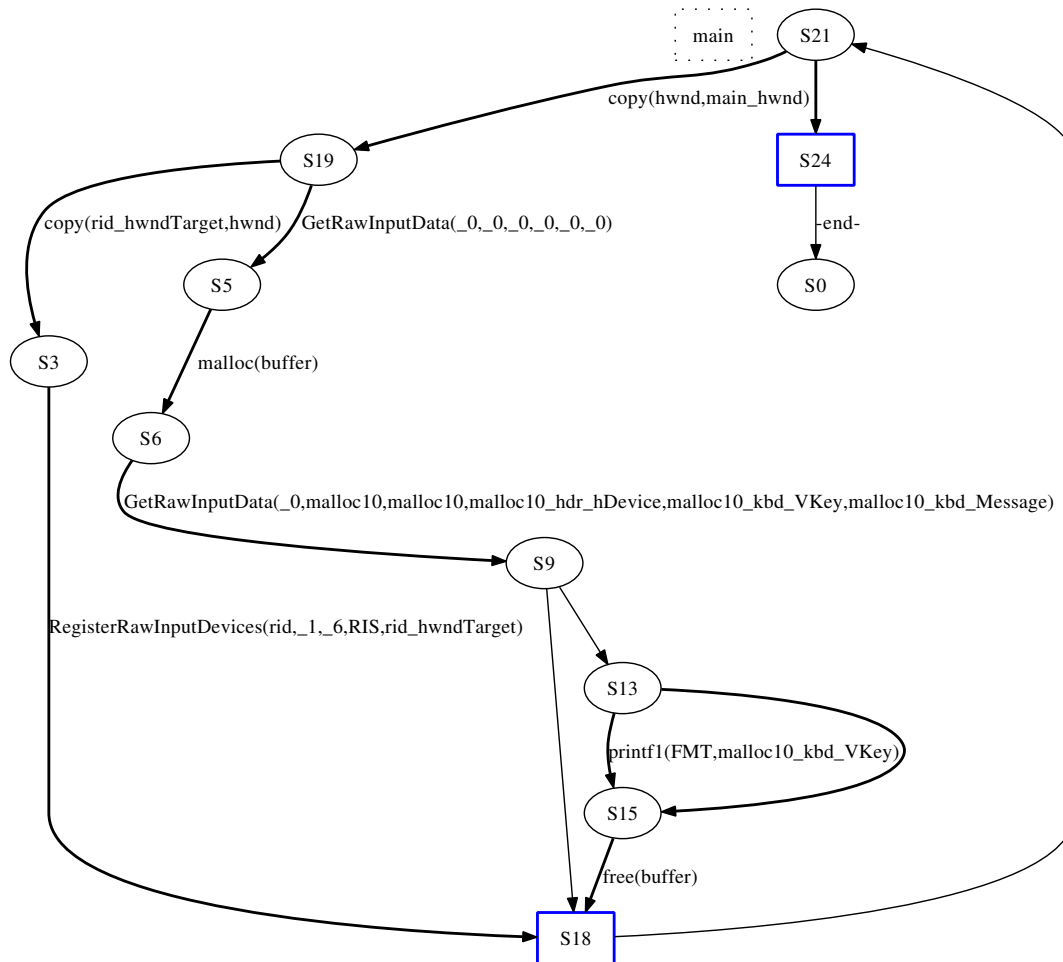 main
S21
copy(hwnd,main_hwnd)
S19
S24
copy(rid_hwndTarget,hwnd)
GetRawInputData(_0,_0,_0,_0,_0,_0)
-end-
S5
S0
S3
malloc(buffer)
S6
GetRawInputData(_0,malloc10,malloc10,malloc10_hdr_hDevice,malloc10_kbd_VKey,malloc10_kbd_Message)
S9
RegisterRawInputDevices(rid,_1,_6,RIS,rid_hwndTarget)
S13
printf1(FMT,malloc10_kbd_VKey)
S15
free(buffer)
S18